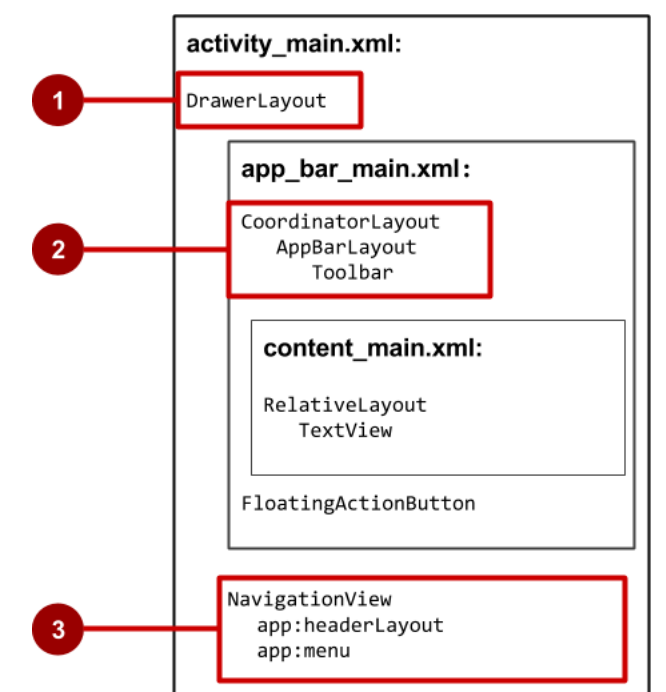 activity_main.xml:
1
DrawerLayout
app_bar_main.xml:
2
CoordinatorLayout
AppBarLayout
Toolbar
content_main.xml:
RelativeLayout
TextView
FloatingActionButton
3
NavigationView
app:headerLayout
app:menu